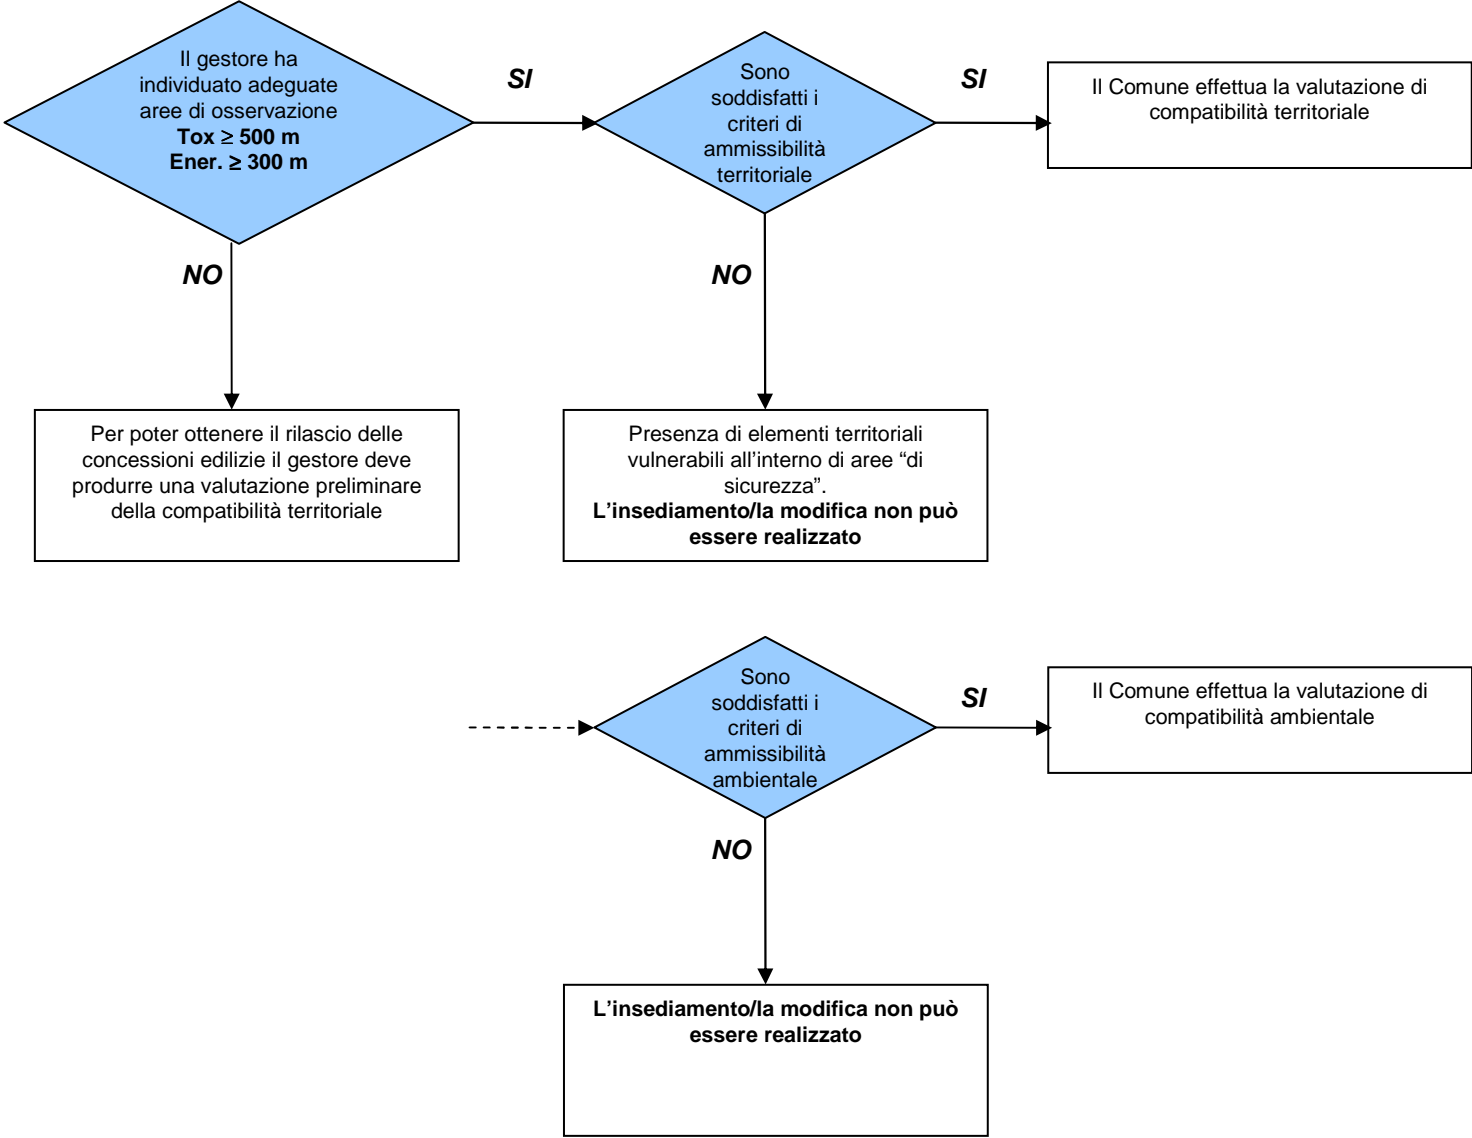 Il gestore ha
individuato adeguate
aree di osservazione
Tox ≥ 500 m
Ener. ≥ 300 m
SI
Sono
soddisfatti i
criteri di
ammissibilità
territoriale
SI
Il Comune effettua la valutazione di
compatibilità territoriale
NO
NO
Per poter ottenere il rilascio delle
concessioni edilizie il gestore deve
produrre una valutazione preliminare
della compatibilità territoriale
Presenza di elementi territoriali
vulnerabili all’interno di aree “di
sicurezza”.
L’insediamento/la modifica non può
essere realizzato
Sono
soddisfatti i
criteri di
ammissibilità
ambientale
SI
Il Comune effettua la valutazione di
compatibilità ambientale
NO
L’insediamento/la modifica non può
essere realizzato